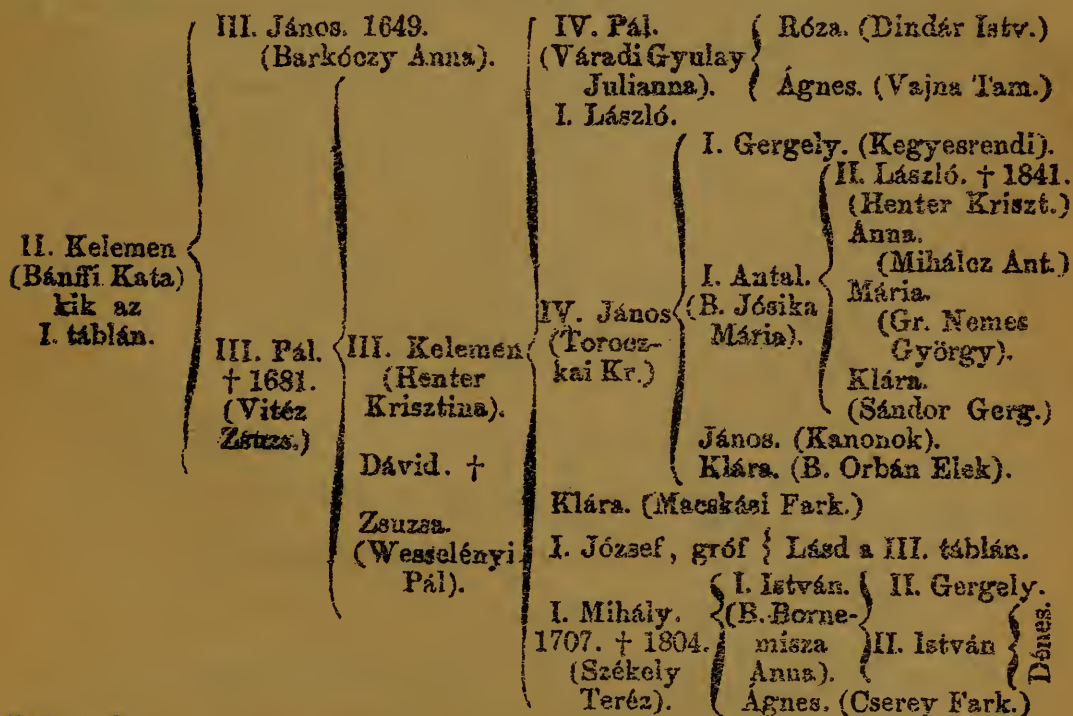 II. Kelemen
(Bánffi Kata)
kik az
I. táblán.
III. János. 1649.
(Barkóczy Anna).
III. Pál.
† 1681.
(Vitéz
Zsuzs.)
III. Kelemen
(Henter
Krisztina).
Dávid. †
Zsuzsa.
(Wesselényi
Pál).
IV. Pál.
(Váradi Gyulay
Julianna).
Róza. (Dindár Istv.)
Ágnes. (Vajna Tam.)
I. László.
IV. János
(Torocz-
kai Kr.)
I. Gergely. (Kegyesrendi).
I. Antal.
(B. Jósika
Mária).
II. László. † 1841.
(Henter Kriszt.)
Anna.
(Mihálcz Ant.)
Mária.
(Gr. Nemes
György).
Klára.
(Sándor Gerg.)
János. (Kanonok).
Klára. (B. Orbán Elek).
Klára. (Macskási Fark.)
I. József, gróf } Lásd a III. táblán.
I. Mihály.
1707. † 1804.
(Székely
Teréz).
I. István.
(B. Borne-
misza
Anna).
II. Gergely.
II. István
Dénes.
Ágnes. (Cserey Fark.)